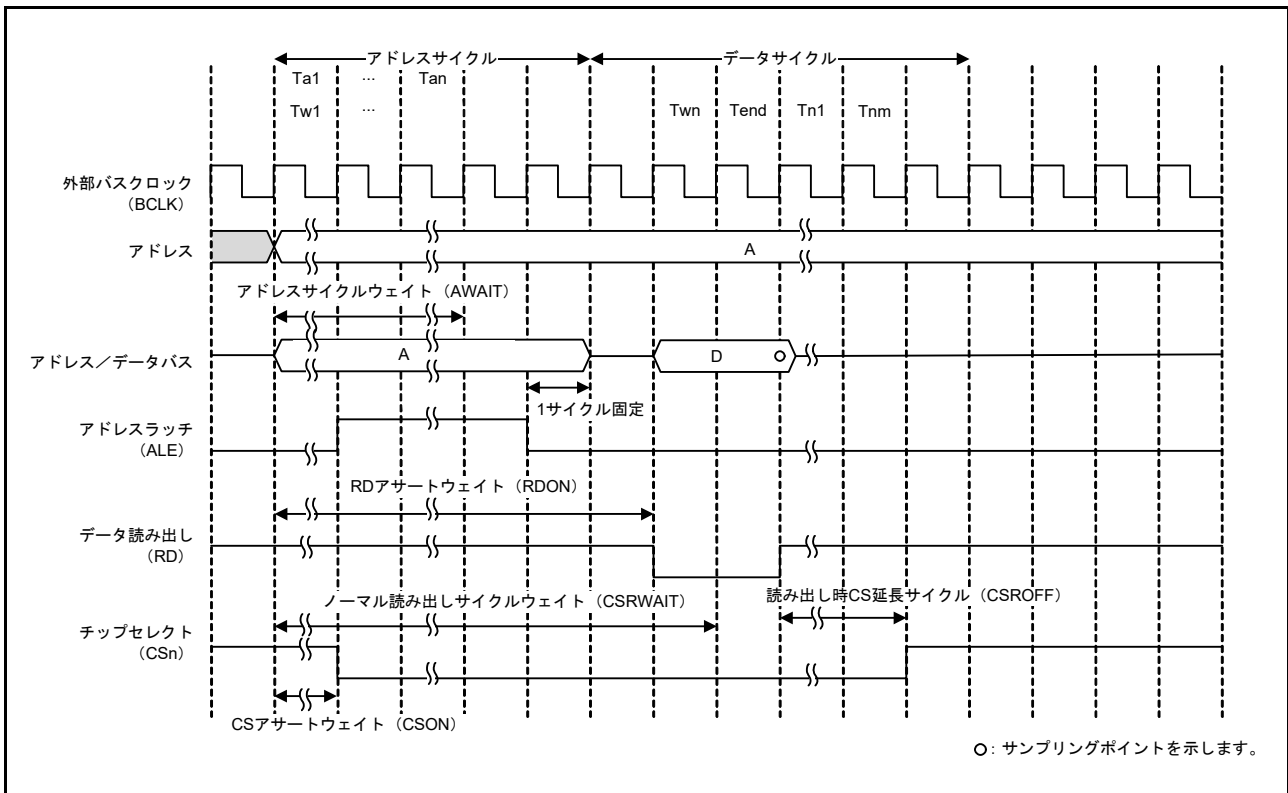 アドレスサイクル データサイクル
Ta1 ... Tan
Tw1 ... Twn Tend Tn1 Tnm
外部バスクロック
(BCLK)
アドレス A
アドレスサイクルウェイト (AWAIT)
アドレス/データバス A D
1サイクル固定
アドレスラッチ
(ALE)
RDアサートウェイト (RDON)
データ読み出し
(RD)
ノーマル読み出しサイクルウェイト (CSRWAIT) 読み出し時CS延長サイクル (CSROFF)
チップセレクト
(CSn)
CSアサートウェイト (CSON)
○: サンプリングポイントを示します。